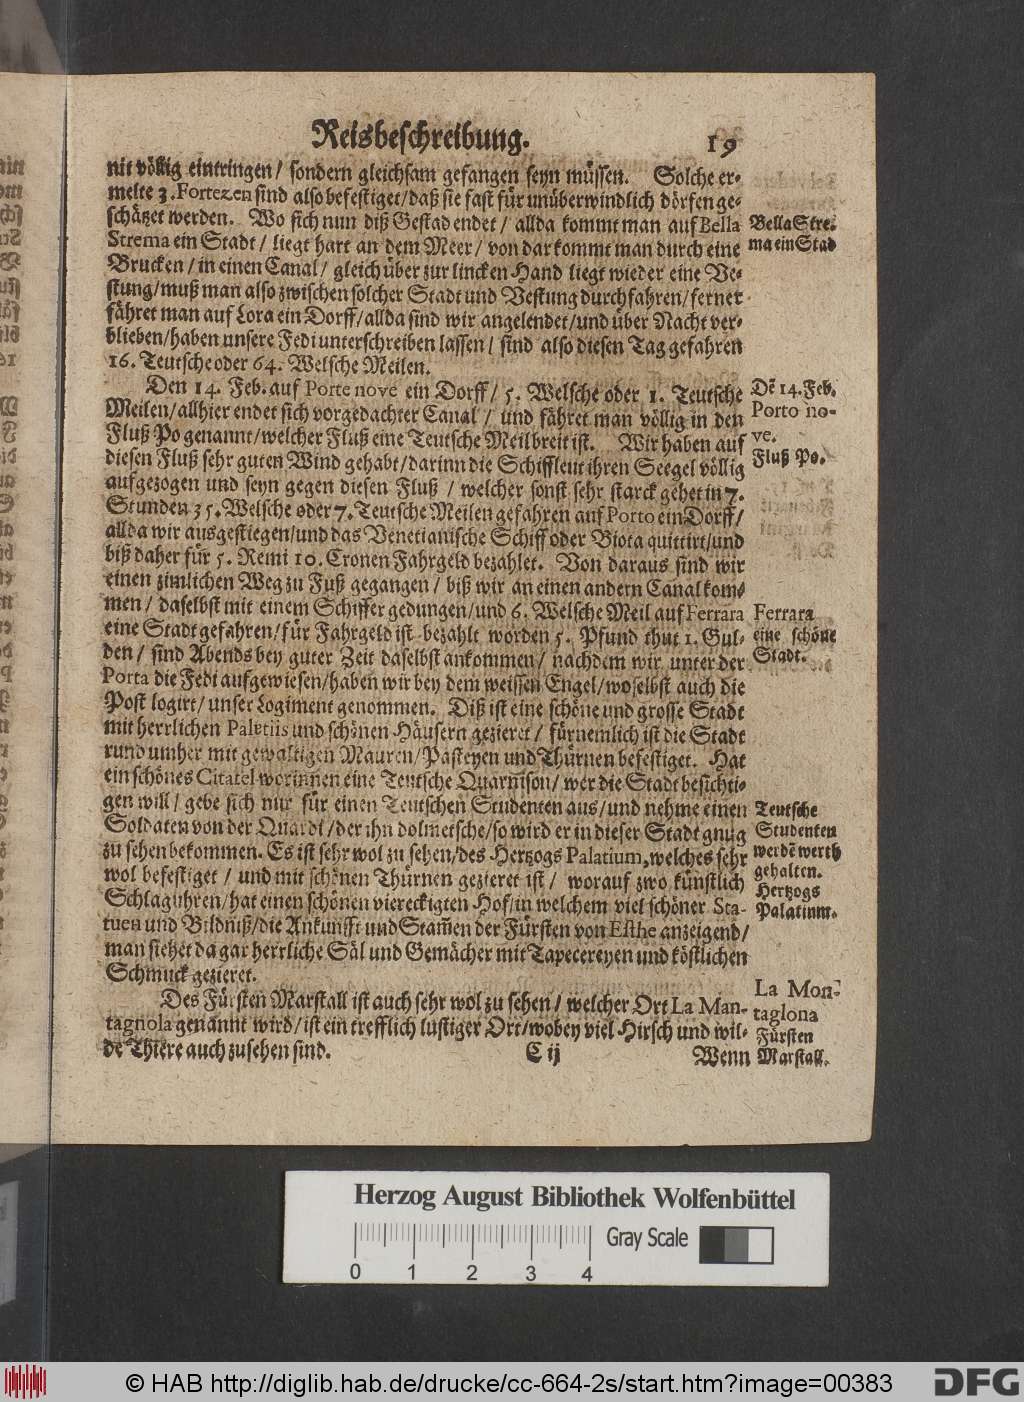 Reisbeschreibung. 19
nit völlig eintringen / sondern gleichsam gefangen seyn müssen. Solche er-
melte 3. Fortezen sind also befestiget / daß sie fast für unüberwindlich dörfen ge-
schätzet werden. Wo sich nun diß Gestad endet / allda kommt man auf Bella
Strema ein Stadt / liegt hart an dem Meer / von dar kommt man durch eine
Brucken / in einen Canal / gleich über zur lincken Hand liegt wieder eine Ve-
stung / muß man also zwischen solcher Stadt und Vestung durchfahren / ferner
fähret man auf Lora ein Dorff / allda sind wir angelendet / und über Nacht ver-
blieben / haben unsere Fedi unterschreiben lassen / sind also diesen Tag gefahren
16. Teutsche oder 64. Welsche Meilen.
Bella Stre-
ma ein Stad
Den 14. Feb. auf Porte nove ein Dorff / 5. Welsche oder 1. Teutsche
Meilen / allhier endet sich vorgedachter Canal / und fähret man völlig in den
Fluß Po genannt / welcher Fluß eine Teutsche Meil breit ist. Wir haben auf
diesen Fluß sehr guten Wind gehabt / darinn die Schiffleut ihren Seegel völlig
aufgezogen und seyn gegen diesen Fluß / welcher sonst sehr starck gehet in 7.
Stunden 35. Welsche oder 7. Teutsche Meilen gefahren auf Porto ein Dorff /
allda wir ausgestiegen / und das Venetianische Schiff oder Biota quittirt / und
biß daher für 5. Remi 10. Cronen Fahrgeld bezahlet. Von daraus sind wir
einen zimlichen Weg zu Fuß gegangen / biß wir an einen andern Canal kom-
men / daselbst mit einem Schiffer gedungen / und 6. Welsche Meil auf Ferrara
eine Stadt gefahren / für Fahrgeld ist bezahlt worden 5. Pfund thut 1. Gul-
den / sind Abends bey guter Zeit daselbst ankommen / nachdem wir unter der
Porta die Fedi aufgewiesen / haben wir bey dem weissen Engel / woselbst auch die
Post logirt / unser Logiment genommen. Diß ist eine schöne und grosse Stadt
mit herrlichen Palatiis und schönen Häusern gezieret / fürnemlich ist die Stadt
rund umher mit gewaltigen Mauren / Pasteyen und Thürnen befestiget. Hat
ein schönes Citatel worinnen eine Teutsche Quarnison / wer die Stadt besichti-
gen will / gebe sich nur für einen Teutschen Studenten aus / und nehme einen
Soldaten von der Quardi / der ihn dolmetsche / so wird er in dieser Stadt gnug
zu sehen bekommen. Es ist sehr wol zu sehen / des Hertzogs Palatium, welches sehr
wol befestiget / und mit schönen Thürnen gezieret ist / worauf zwo künstlich
Schlaguhren / hat einen schönen viereckigten Hof / in welchem viel schöner Sta-
tuen und Bildniß / die Ankunfft und Stam̃en der Fürsten von Esthe anzeigend /
man siehet da gar herrliche Säl und Gemächer mit Tapecereyen und köstlichen
Schmuck gezieret.
Dẽ 14. Feb.
Porto no-
ve.
Fluß Po.
Ferrara
eine schöne
Stadt.
Teutsche
Studenten
werdẽ werth
gehalten.
Hertzogs
Palatium.
Des Fürsten Marstall ist auch sehr wol zu sehen / welcher Ort La Man-
tagnola genannt wird / ist ein trefflich lustiger Ort / wobey viel Hirsch und wil-
de Thiere auch zusehen sind.
La Mon-
taglona
Fürsten
Marstall.
C ij Wenn
Herzog August Bibliothek Wolfenbüttel
Gray Scale
0 1 2 3 4
© HAB http://diglib.hab.de/drucke/cc-664-2s/start.htm?image=00383
DFG